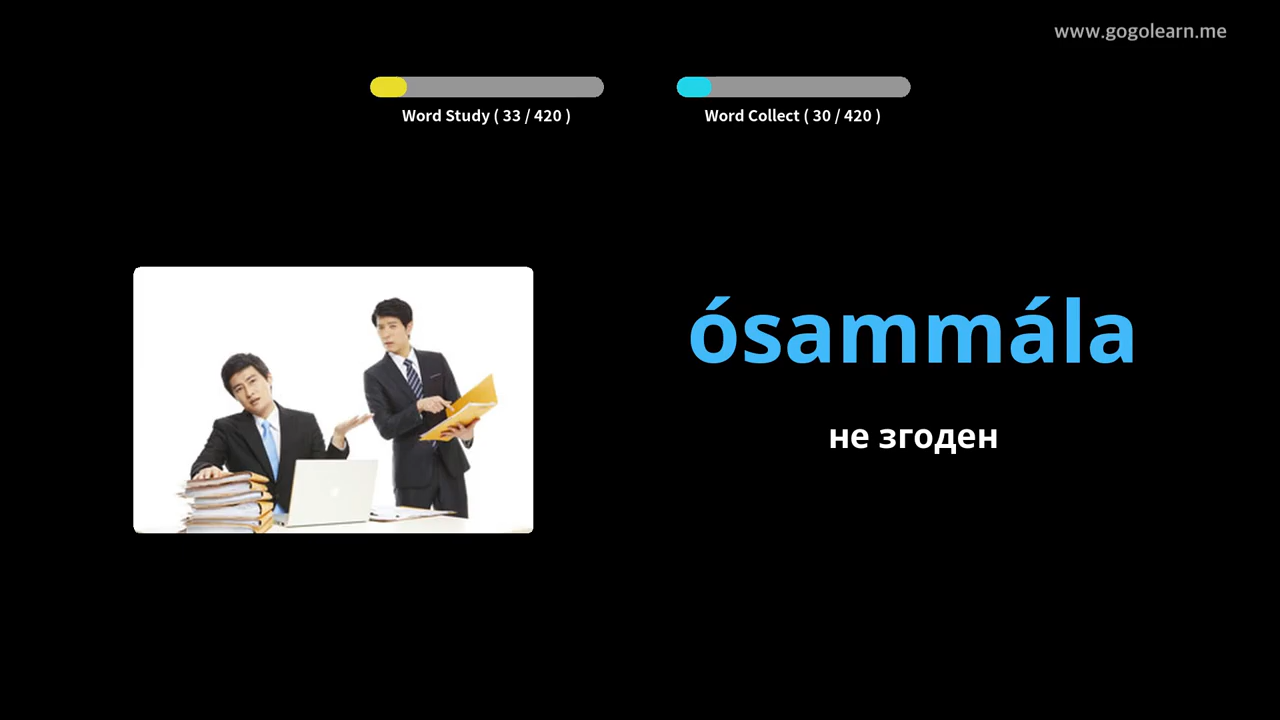 www.gogolearn.me
Word Study ( 33 / 420 )
Word Collect ( 30 / 420 )
ósammála
не згоден